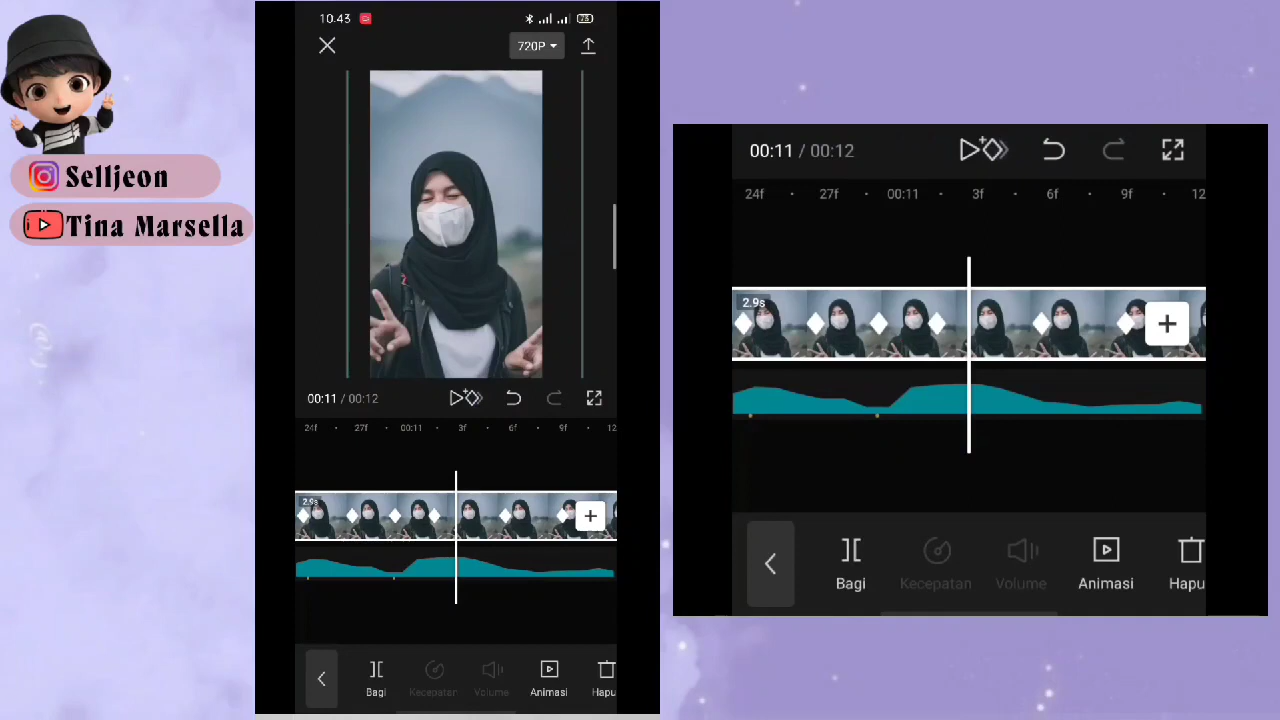 Selljeon
Tina Marsella
10.43
78
720P
00:11 / 00:12
24f 27f 00:11 3f 6f 9f 12
2.9s
Bagi Kecepatan Volume Animasi Hapu
00:11 / 00:12
24f 27f 00:11 3f 6f 9f 12
2.9s
Bagi Kecepatan Volume Animasi Hapu